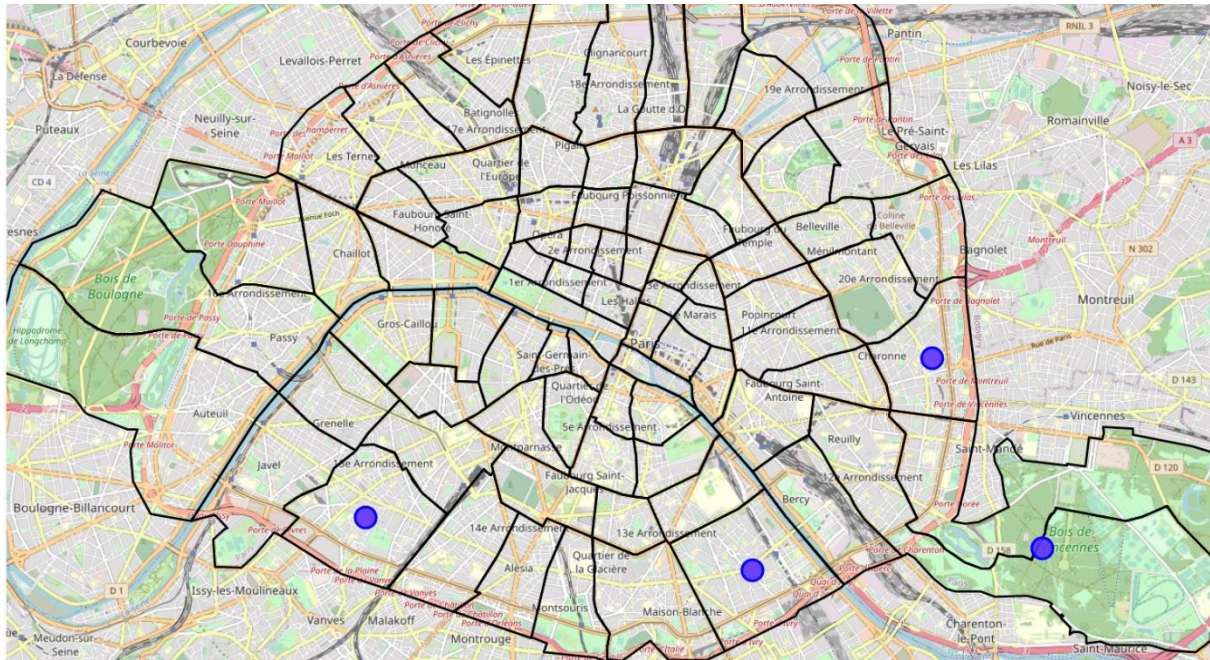 Porte de Clichy
Clignancourt
Pantin
RNIL 3
Courbevoie
Levallois-Perret
Les Épinettes
Porte d'Asnières
18e Arrondissement
19e Arrondissement
Porte de Pantin
Noisy-le-Sec
La Défense
La Goutte d'O
Puteaux
Neuilly-sur-
Seine
Batignolles
17e Arrondissement
Romainville
Le Pré-Saint-
Gervais
Les Ternes
Porte Maillot
Monceau
Pigalle
Quartier de
l'Europe
Les Lilas
A 3
CD 4
La Seine
Porte Maillot
Avenue Foch
Faubourg Saint-
Honoré
Faubourg Poissonnière
Faubourg du
Temple
Belleville
Colline
de Belleville
Porte des Lilas
Porte Dauphine
Chaillot
Opéra
2e Arrondissement
Ménilmontant
Bagnolet
Montreuil
N 302
Bois de
Boulogne
16e Arrondissement
1er Arrondissement
3e Arrondissement
20e Arrondissement
Les Halles
Le Marais
Popincourt
11e Arrondissement
Porte de Bagnolet
Montreuil
Hippodrome
de Longchamp
Porte de Passy
Passy
Gros-Caillou
Paris
Rue de Paris
Saint-Germain-
des-Prés
Charonne
Quartier de
l'Odéon
Faubourg Saint-
Antoine
Porte de Montreuil
D 143
Porte de Vincennes
Vincennes
Auteuil
Grenelle
5e Arrondissement
Porte Molitor
Montparnasse
Reuilly
Saint-Mandé
Javel
15e Arrondissement
Faubourg Saint-
Jacques
12e Arrondissement
D 120
Boulogne-Billancourt
Bercy
Porte Dorée
14e Arrondissement
13e Arrondissement
Bois de
Vincennes
D 158
Porte de Charenton
Quartier de
la Glacière
Alésia
Porte de la Plaine
Porte de Vanves
D 1
Issy-les-Moulineaux
Vanves
Malakoff
Porte de Châtillon
Porte d'Orléans
Montsouris
Maison-Blanche
Porte d'Ivry
Charenton-
le-Pont
Meudon-sur-
Seine
Montrouge
Porte d'Italie
Saint-Maurice